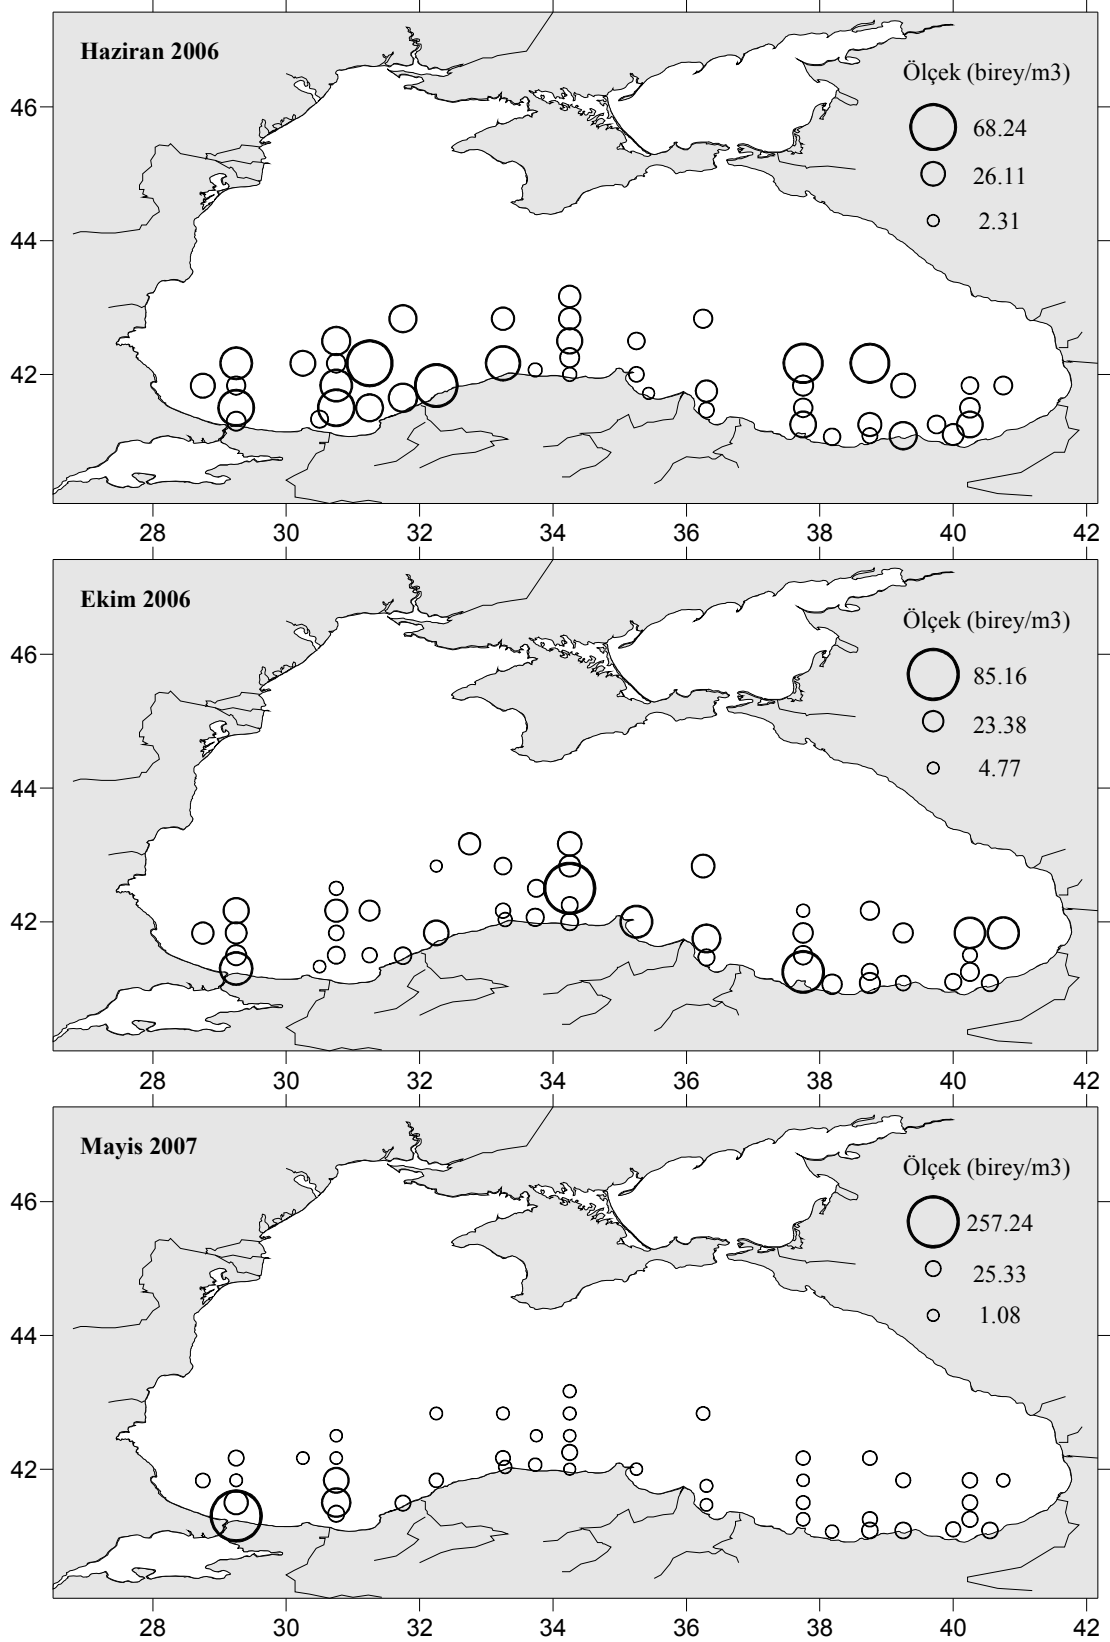 Haziran 2006
Ölçek (birey/m3)
68.24
26.11
2.31
46
44
42
28 30 32 34 36 38 40 42
Ekim 2006
Ölçek (birey/m3)
85.16
23.38
4.77
46
44
42
28 30 32 34 36 38 40 42
Mayis 2007
Ölçek (birey/m3)
257.24
25.33
1.08
46
44
42
28 30 32 34 36 38 40 42